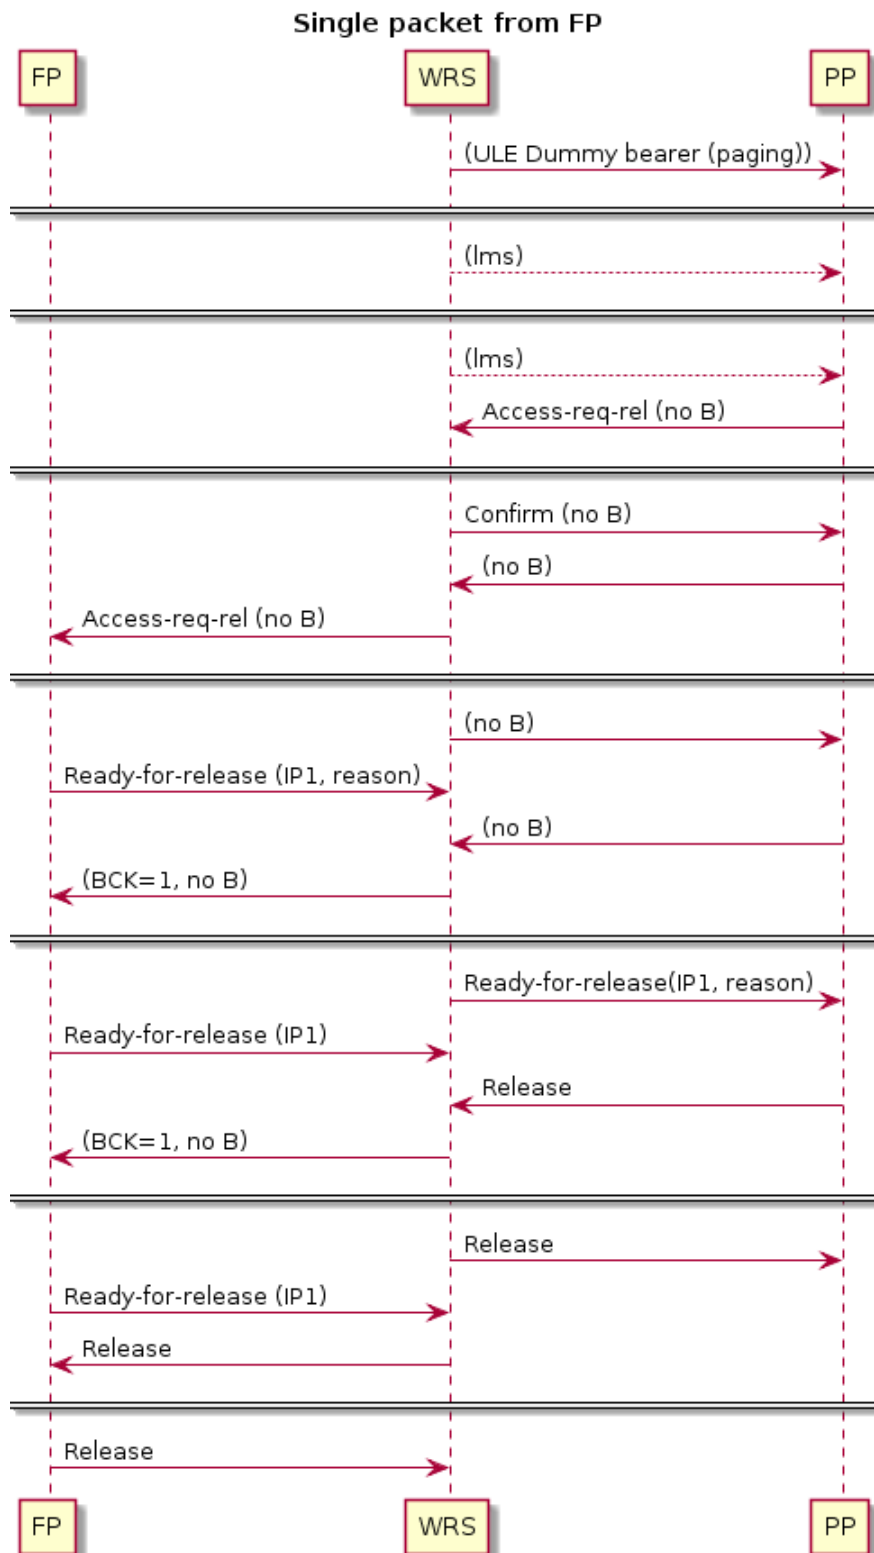 Single packet from FP
FP
WRS
PP
(ULE Dummy bearer (paging))
(lms)
(lms)
Access-req-rel (no B)
Confirm (no B)
(no B)
Access-req-rel (no B)
(no B)
Ready-for-release (IP1, reason)
(no B)
(BCK=1, no B)
Ready-for-release(IP1, reason)
Ready-for-release (IP1)
Release
(BCK=1, no B)
Release
Ready-for-release (IP1)
Release
Release
FP
WRS
PP